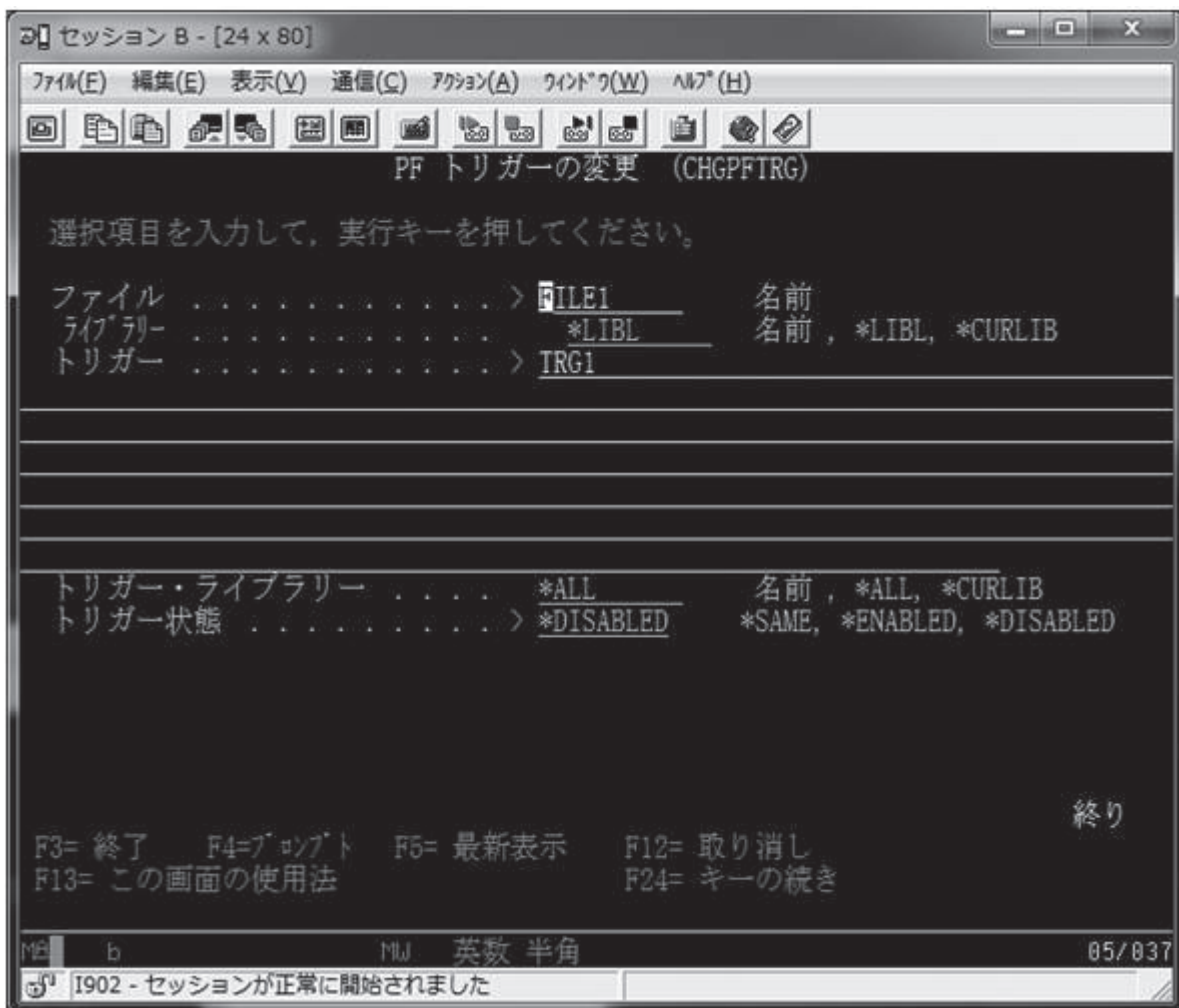 セッション B - [24 x 80]
ファイル(F) 編集(E) 表示(V) 通信(C) アクション(A) ウィンドウ(W) ヘルプ(H)
PF トリガーの変更 (CHGPFTRG)
選択項目を入力して, 実行キーを押してください。
ファイル . . . . . . . . . . . . > FILE1 名前
ライブラリー . . . . . . . . . . . *LIBL 名前 , *LIBL, *CURLIB
トリガー . . . . . . . . . . . . > TRG1
トリガー・ライブラリー . . . . *ALL 名前 , *ALL, *CURLIB
トリガー状態 . . . . . . . . . > *DISABLED *SAME, *ENABLED, *DISABLED
終り
F3= 終了 F4=プロンプト F5= 最新表示 F12= 取り消し
F13= この画面の使用法 F24= キーの続き
MA b MW 英数 半角 05/037
I902 - セッションが正常に開始されました